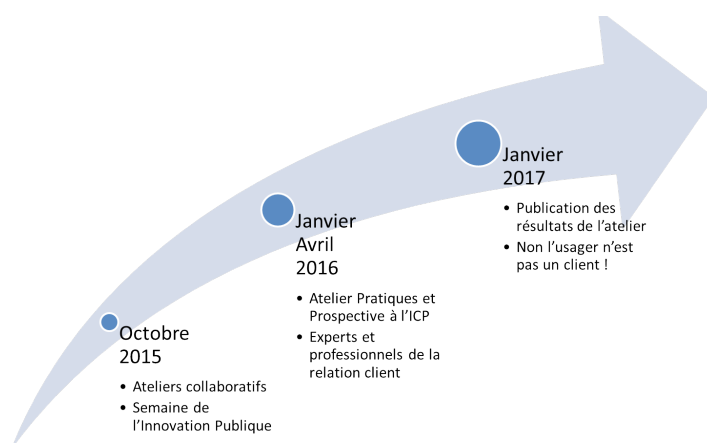 Octobre
2015
• Ateliers collaboratifs
• Semaine de
l’Innovation Publique
Janvier
Avril
2016
• Atelier Pratiques et
Prospective à l’ICP
• Experts et
professionnels de la
relation client
Janvier
2017
• Publication des
résultats de l’atelier
• Non l’usager n’est
pas un client !